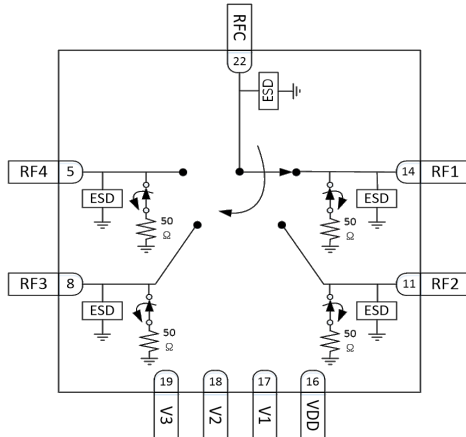 RFC
22
ESD
RF4
5
14
RF1
ESD
50
Ω
50
Ω
ESD
RF3
8
11
RF2
ESD
50
Ω
50
Ω
ESD
19
18
17
16
V3
V2
V1
VDD